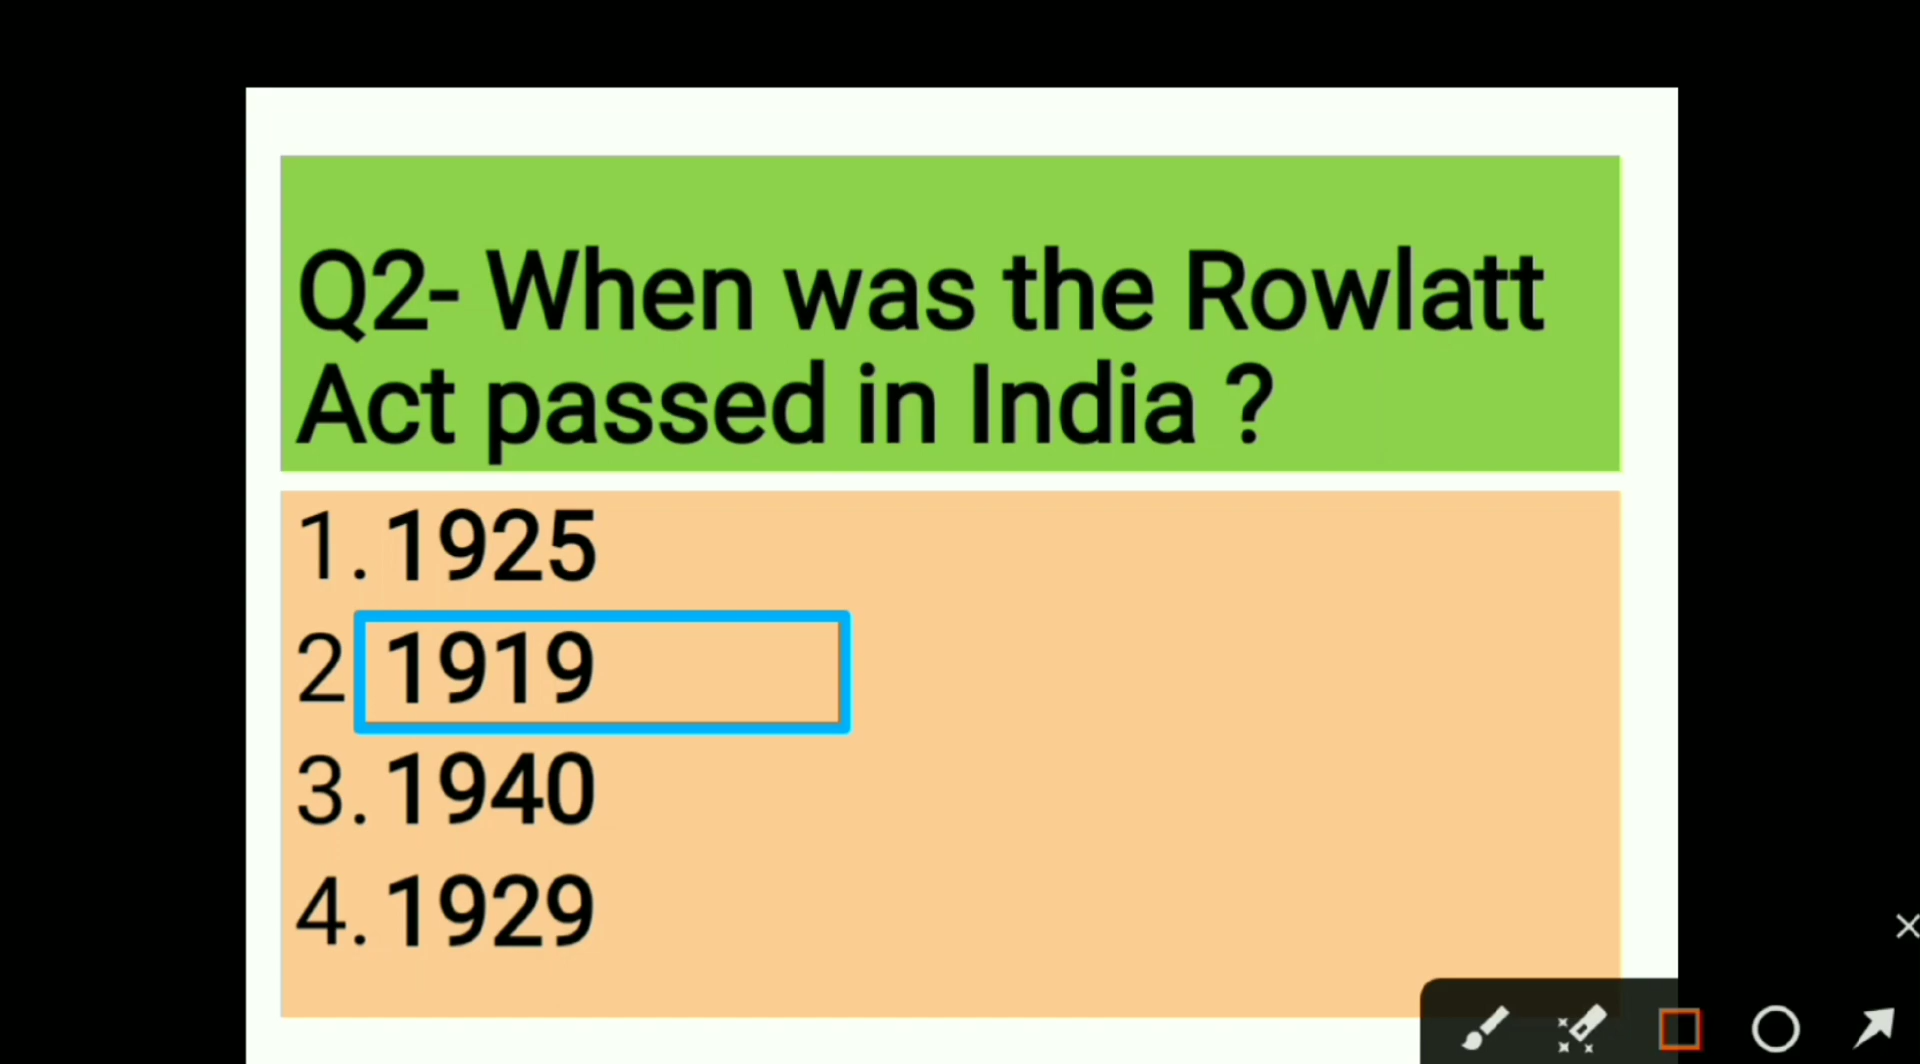 Q2- When was the Rowlatt
Act passed in India ?
1. 1925
2 1919
3. 1940
4. 1929